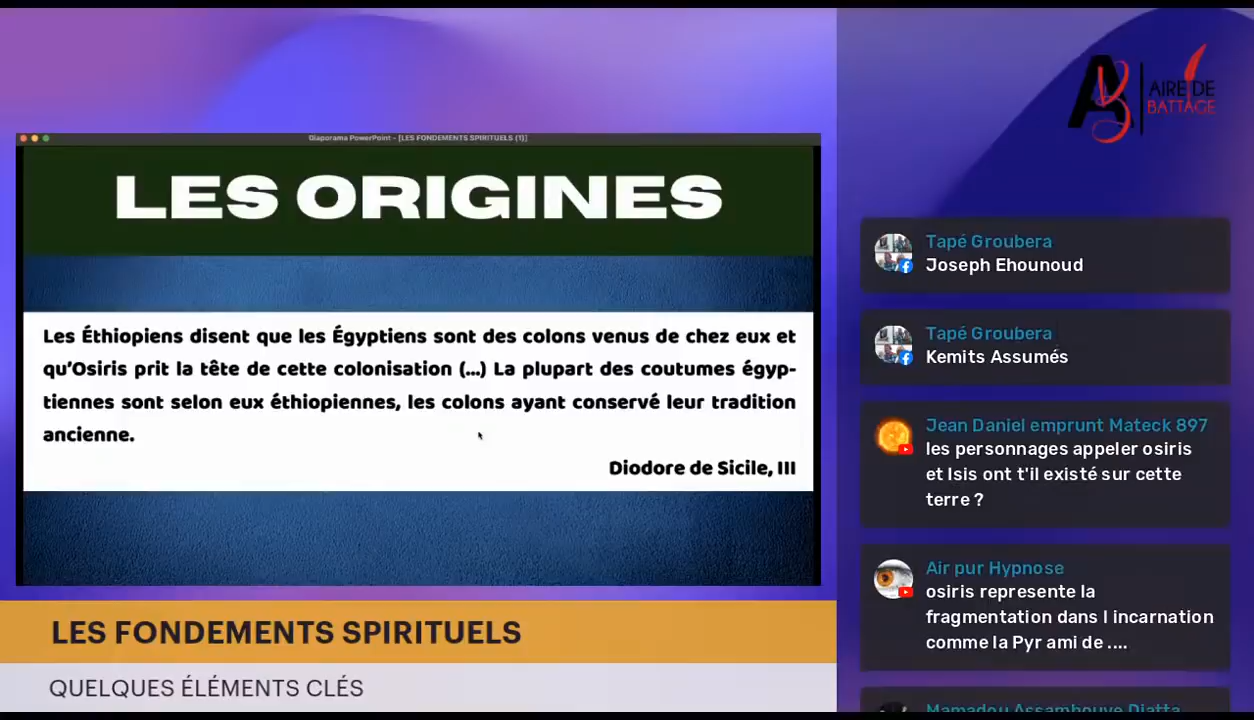 Diaporama PowerPoint - [LES FONDEMENTS SPIRITUELS (1)]
LES ORIGINES
Les Éthiopiens disent que les Égyptiens sont des colons venus de chez eux et
qu'Osiris prit la tête de cette colonisation (...) La plupart des coutumes égyp-
tiennes sont selon eux éthiopiennes, les colons ayant conservé leur tradition
ancienne.
Diodore de Sicile, III
LES FONDEMENTS SPIRITUELS
QUELQUES ÉLÉMENTS CLÉS
AB
AIRE DE
BATTAGE
Tapé Groubera
Joseph Ehounoud
Tapé Groubera
Kemits Assumés
Jean Daniel emprunt Mateck 897
les personnages appeler osiris
et Isis ont t'il existé sur cette
terre ?
Air pur Hypnose
osiris represente la
fragmentation dans l incarnation
comme la Pyr ami de ....
Mamadou Assambouye Diatta